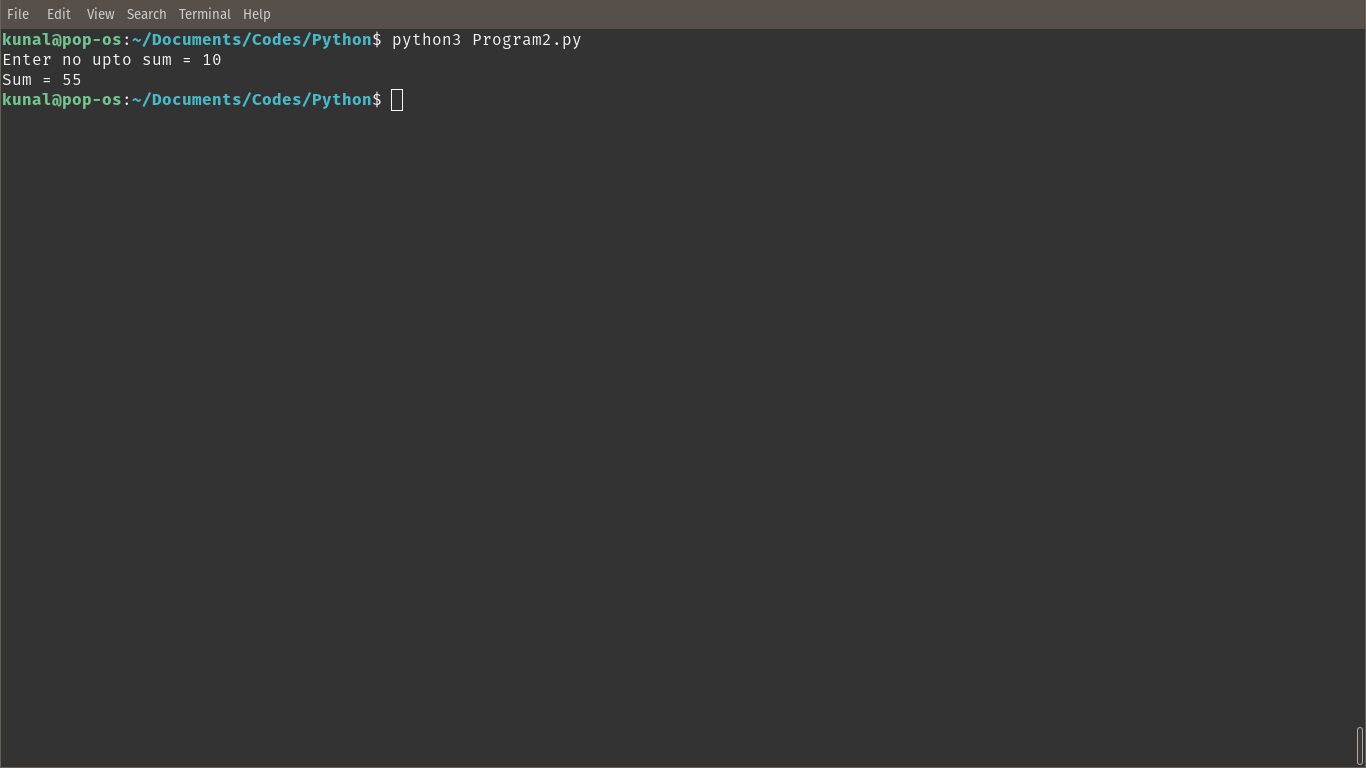 File Edit View Search Terminal Help
kunal@pop-os:~/Documents/Codes/Python$ python3 Program2.py
Enter no upto sum = 10
Sum = 55
kunal@pop-os:~/Documents/Codes/Python$